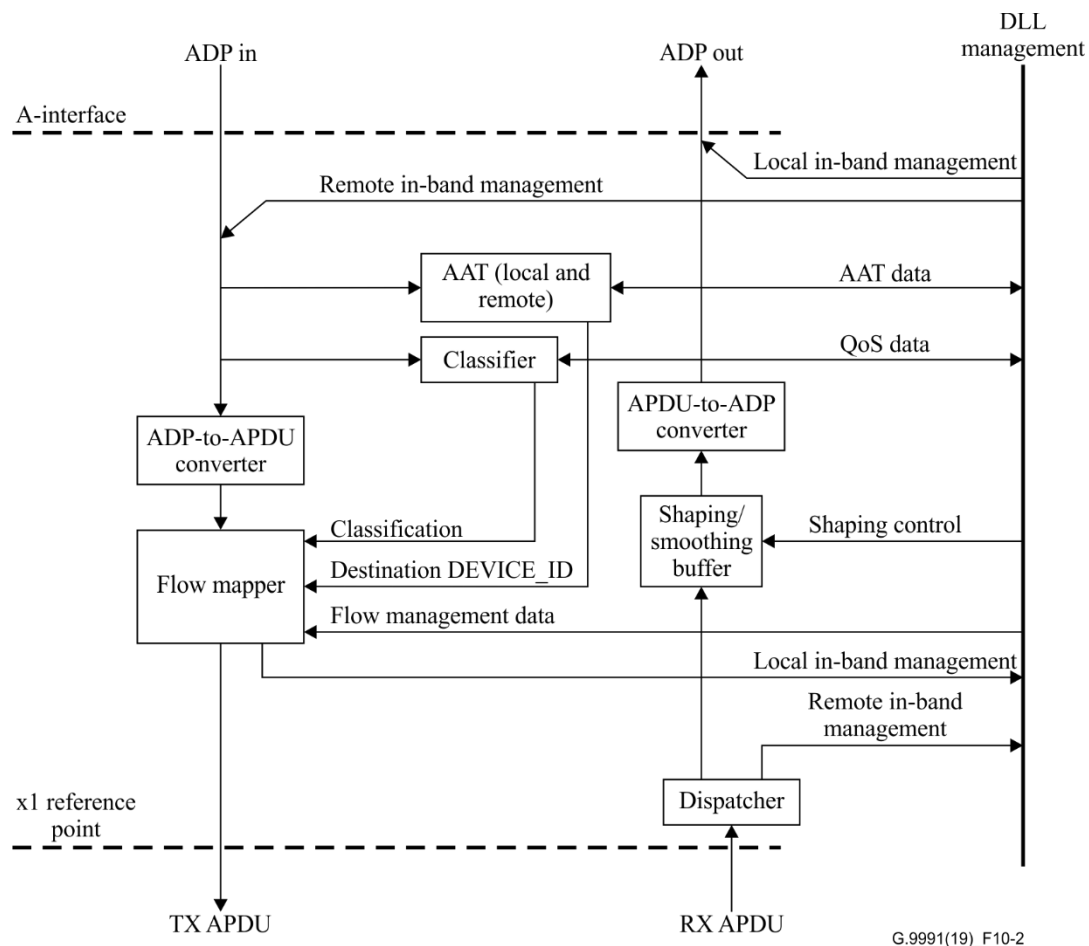 DLL
management
ADP in
ADP out
A-interface
Local in-band management
Remote in-band management
AAT (local and
remote)
AAT data
Classifier
QoS data
APDU-to-ADP
converter
ADP-to-APDU
converter
Shaping/
smoothing
buffer
Classification
Shaping control
Flow mapper
Destination DEVICE_ID
Flow management data
Local in-band management
Remote in-band
management
x1 reference
point
Dispatcher
TX APDU
RX APDU
G.9991(19)_F10-2